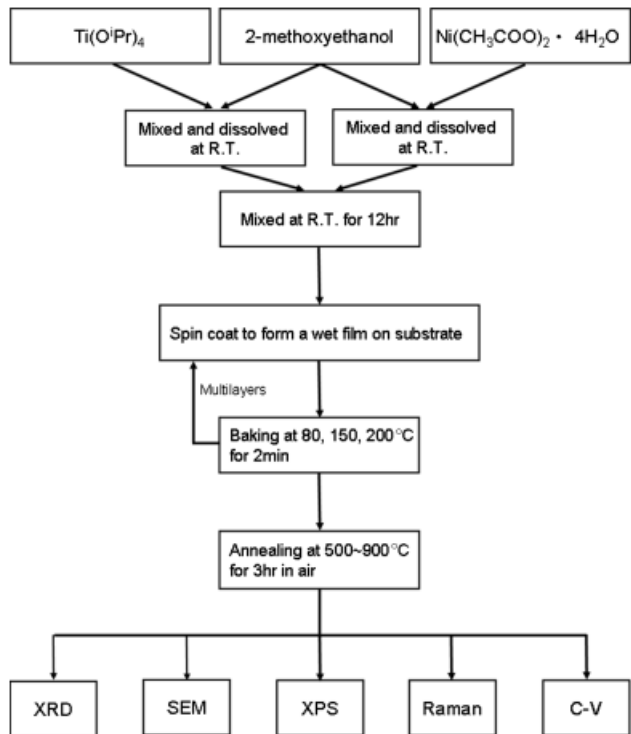 Ti(OⁱPr)₄
2-methoxyethanol
Ni(CH₃COO)₂・ 4H₂O
Mixed and dissolved
at R.T.
Mixed and dissolved
at R.T.
Mixed at R.T. for 12hr
Spin coat to form a wet film on substrate
Multilayers
Baking at 80, 150, 200°C
for 2min
Annealing at 500~900°C
for 3hr in air
XRD
SEM
XPS
Raman
C-V